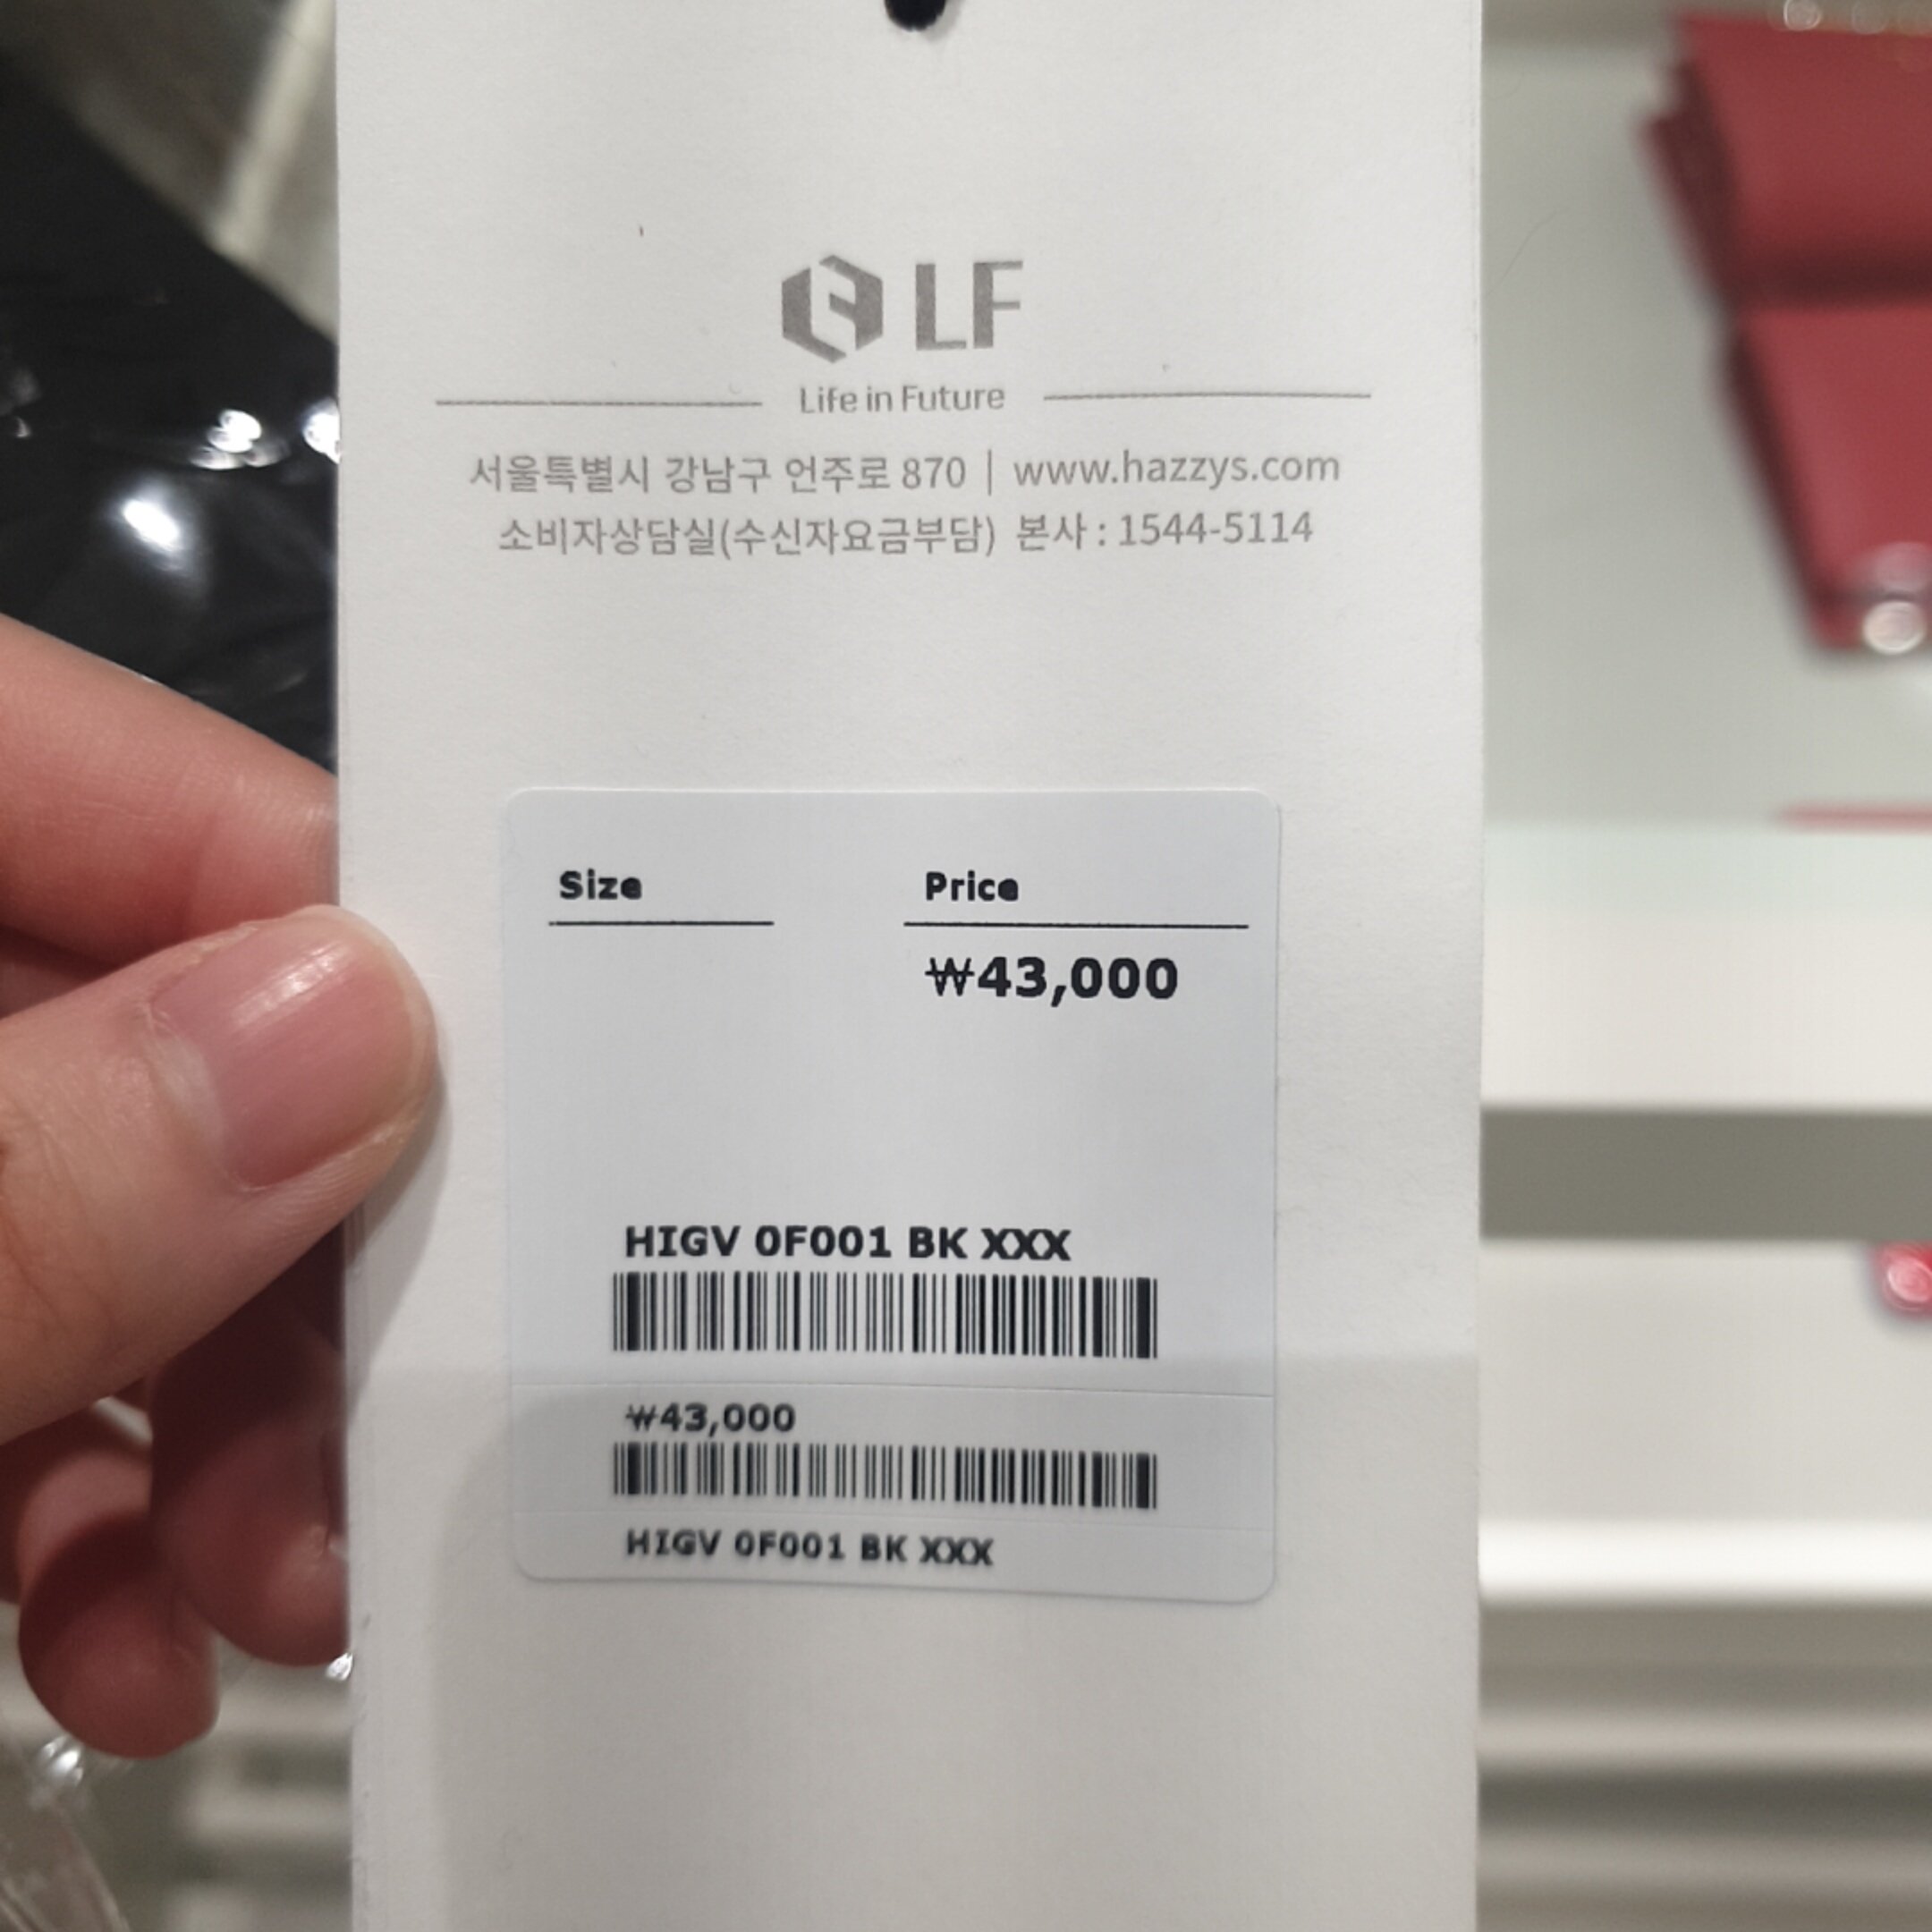 LF
Life in Future
서울특별시 강남구 언주로 870 | www.hazzys.com
소비자상담실(수신자요금부담) 본사 : 1544-5114
Size Price
₩43,000
HIGV 0F001 BK XXX
₩43,000
HIGV 0F001 BK XXX